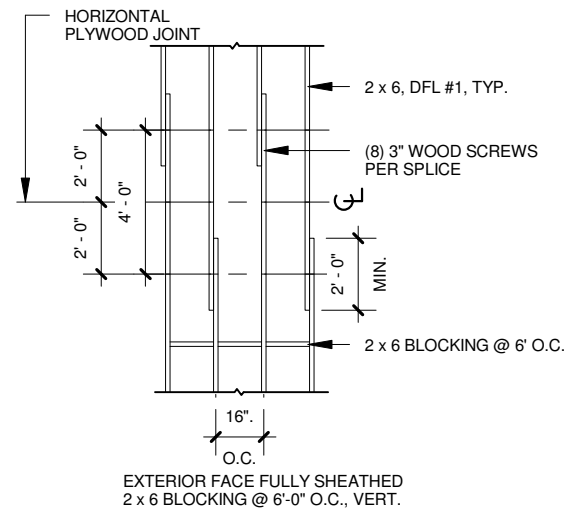 HORIZONTAL
PLYWOOD JOINT
2 x 6, DFL #1, TYP.
(8) 3" WOOD SCREWS
PER SPLICE
2' - 0"
4' - 0"
2' - 0"
CL
2' - 0"
MIN.
2 x 6 BLOCKING @ 6' O.C.
16".
O.C.
EXTERIOR FACE FULLY SHEATHED
2 x 6 BLOCKING @ 6'-0" O.C., VERT.